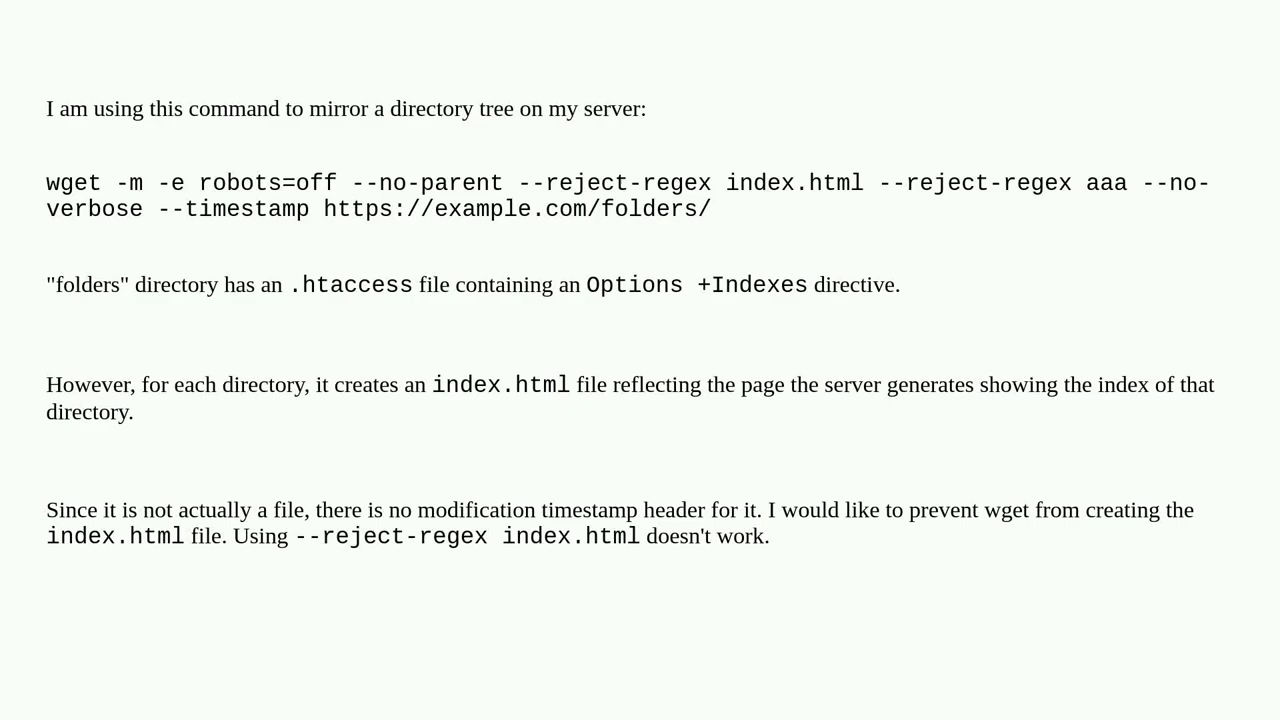 I am using this command to mirror a directory tree on my server:
wget -m -e robots=off --no-parent --reject-regex index.html --reject-regex aaa --no-
verbose --timestamp https://example.com/folders/
"folders" directory has an .htaccess file containing an Options +Indexes directive.
However, for each directory, it creates an index.html file reflecting the page the server generates showing the index of that
directory.
Since it is not actually a file, there is no modification timestamp header for it. I would like to prevent wget from creating the
index.html file. Using --reject-regex index.html doesn't work.